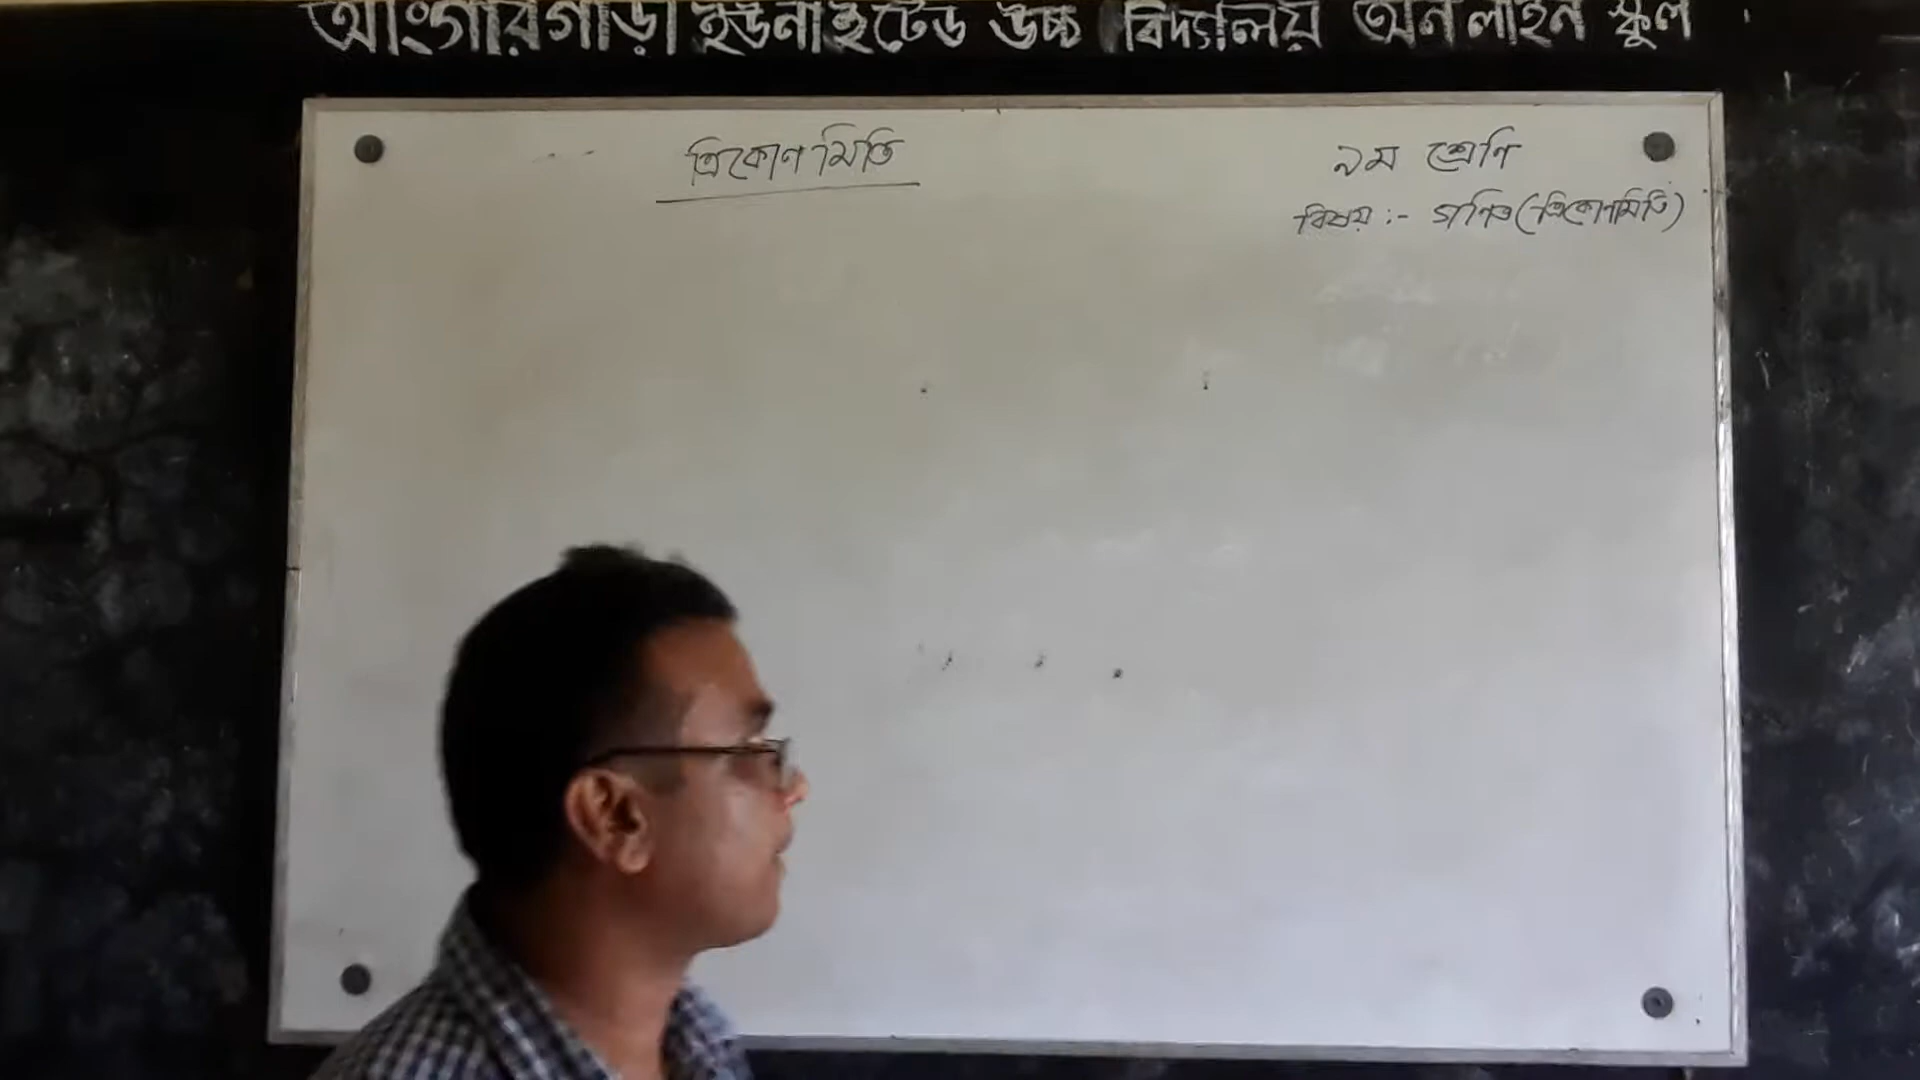 আংগারগাড়া ইউনাইটেড উচ্চ বিদ্যালয় অনলাইন স্কুল
ত্রিকোণমিতি
৯ম শ্রেণি
বিষয় :- গণিত (ত্রিকোণমিতি)